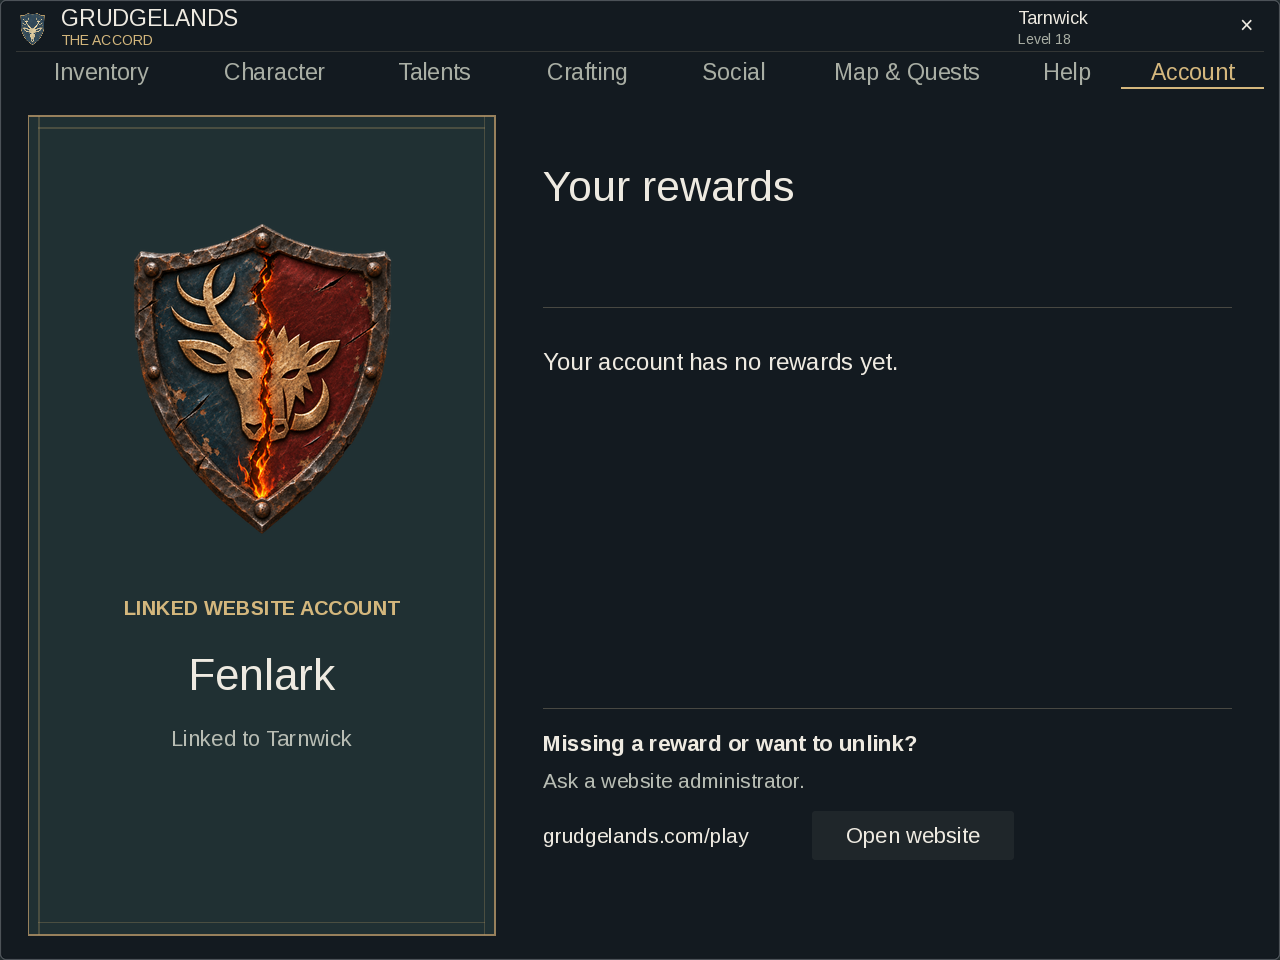 GRUDGELANDS
THE ACCORD
Tarnwick
Level 18
×
Inventory
Character
Talents
Crafting
Social
Map & Quests
Help
Account
LINKED WEBSITE ACCOUNT
Fenlark
Linked to Tarnwick
Your rewards
Your account has no rewards yet.
Missing a reward or want to unlink?
Ask a website administrator.
grudgelands.com/play
Open website